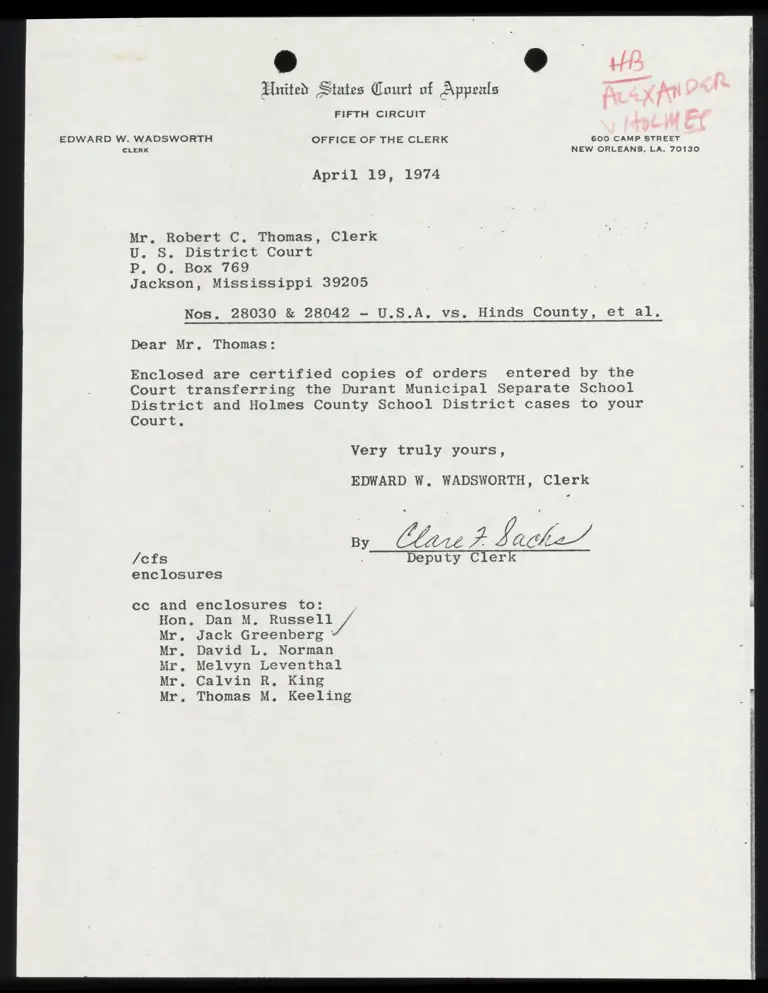 HB
ALEXANDER
v HOLMES
United States Court of Appeals
FIFTH CIRCUIT
EDWARD W. WADSWORTH
CLERK
OFFICE OF THE CLERK
600 CAMP STREET
NEW ORLEANS, LA. 70130
April 19, 1974
Mr. Robert C. Thomas, Clerk
U. S. District Court
P. O. Box 769
Jackson, Mississippi 39205
Nos. 28030 & 28042 - U.S.A. vs. Hinds County, et al.
Dear Mr. Thomas:
Enclosed are certified copies of orders entered by the
Court transferring the Durant Municipal Separate School
District and Holmes County School District cases to your
Court.
Very truly yours,
EDWARD W. WADSWORTH, Clerk
By Clare F. Sachs
Deputy Clerk
/cfs
enclosures
cc and enclosures to:
Hon. Dan M. Russell
Mr. Jack Greenberg
Mr. David L. Norman
Mr. Melvyn Leventhal
Mr. Calvin R. King
Mr. Thomas M. Keeling